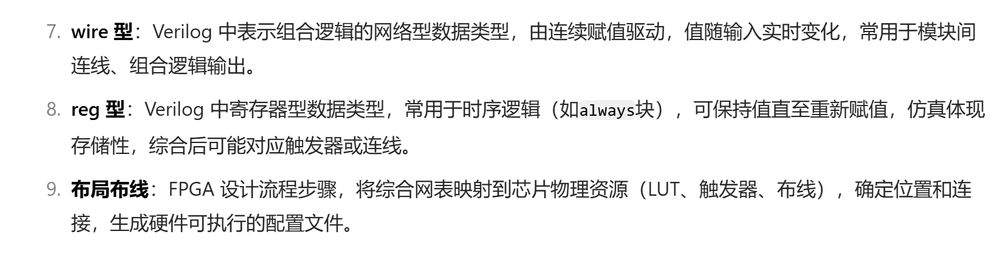 7. wire 型：Verilog 中表示组合逻辑的网络型数据类型，由连续赋值驱动，值随输入实时变化，常用于模块间
连线、组合逻辑输出。
8. reg 型：Verilog 中寄存器型数据类型，常用于时序逻辑（如always块），可保持值直至重新赋值，仿真体现
存储性，综合后可能对应触发器或连线。
9. 布局布线：FPGA 设计流程步骤，将综合网表映射到芯片物理资源（LUT、触发器、布线），确定位置和连
接，生成硬件可执行的配置文件。